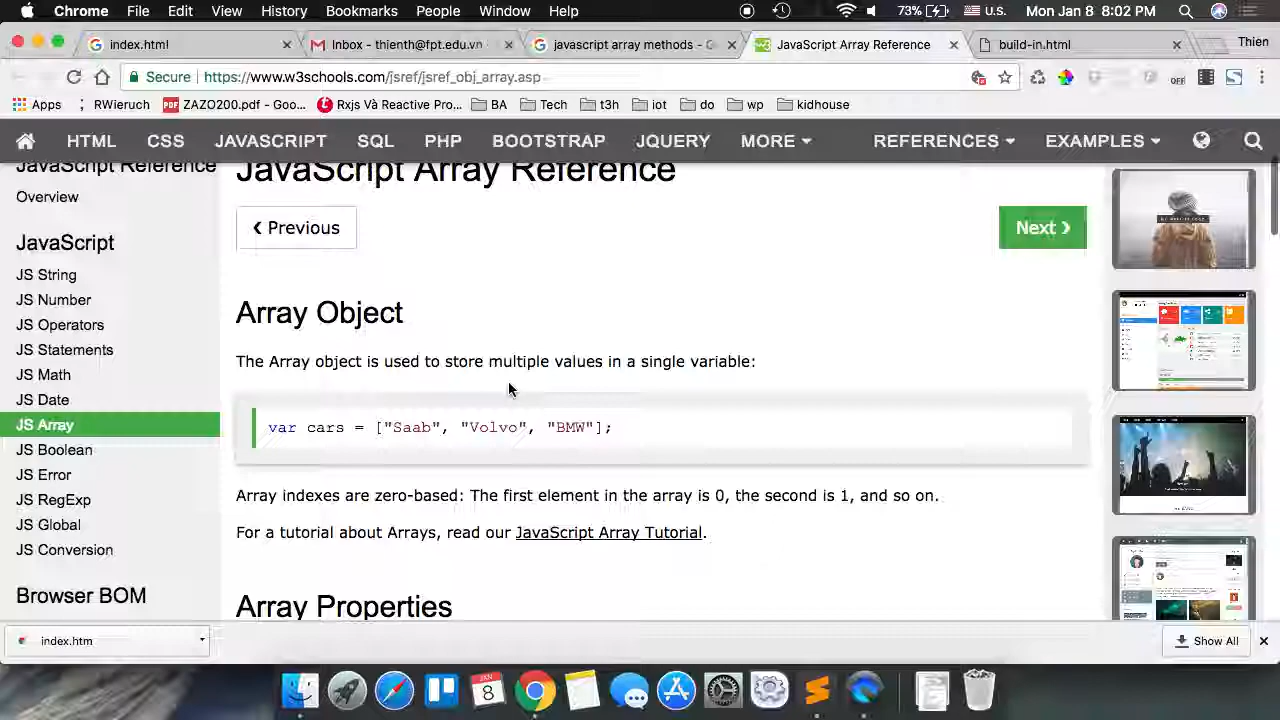 Chrome File Edit View History Bookmarks People Window Help 73% U.S. Mon Jan 8 8:02 PM
index.html
Inbox - thienth@fpt.edu.vn
javascript array methods - G
JavaScript Array Reference
build-in.html
Thien
Secure https://www.w3schools.com/jsref/jsref_obj_array.asp
OFF
Apps ; RWieruch ZAZO200.pdf - Goo... Rxjs Và Reactive Pro... BA Tech t3h iot do wp kidhouse
HTML CSS JAVASCRIPT SQL PHP BOOTSTRAP JQUERY MORE REFERENCES EXAMPLES
JavaScript Reference
Overview
JavaScript
JS String
JS Number
JS Operators
JS Statements
JS Math
JS Date
JS Array
JS Boolean
JS Error
JS RegExp
JS Global
JS Conversion
Browser BOM
JavaScript Array Reference
❮ Previous
Next ❯
Array Object
The Array object is used to store multiple values in a single variable:
var cars = ["Saab", "Volvo", "BMW"];
Array indexes are zero-based: The first element in the array is 0, the second is 1, and so on.
For a tutorial about Arrays, read our JavaScript Array Tutorial.
Array Properties
index.htm
Show All
JAN
8